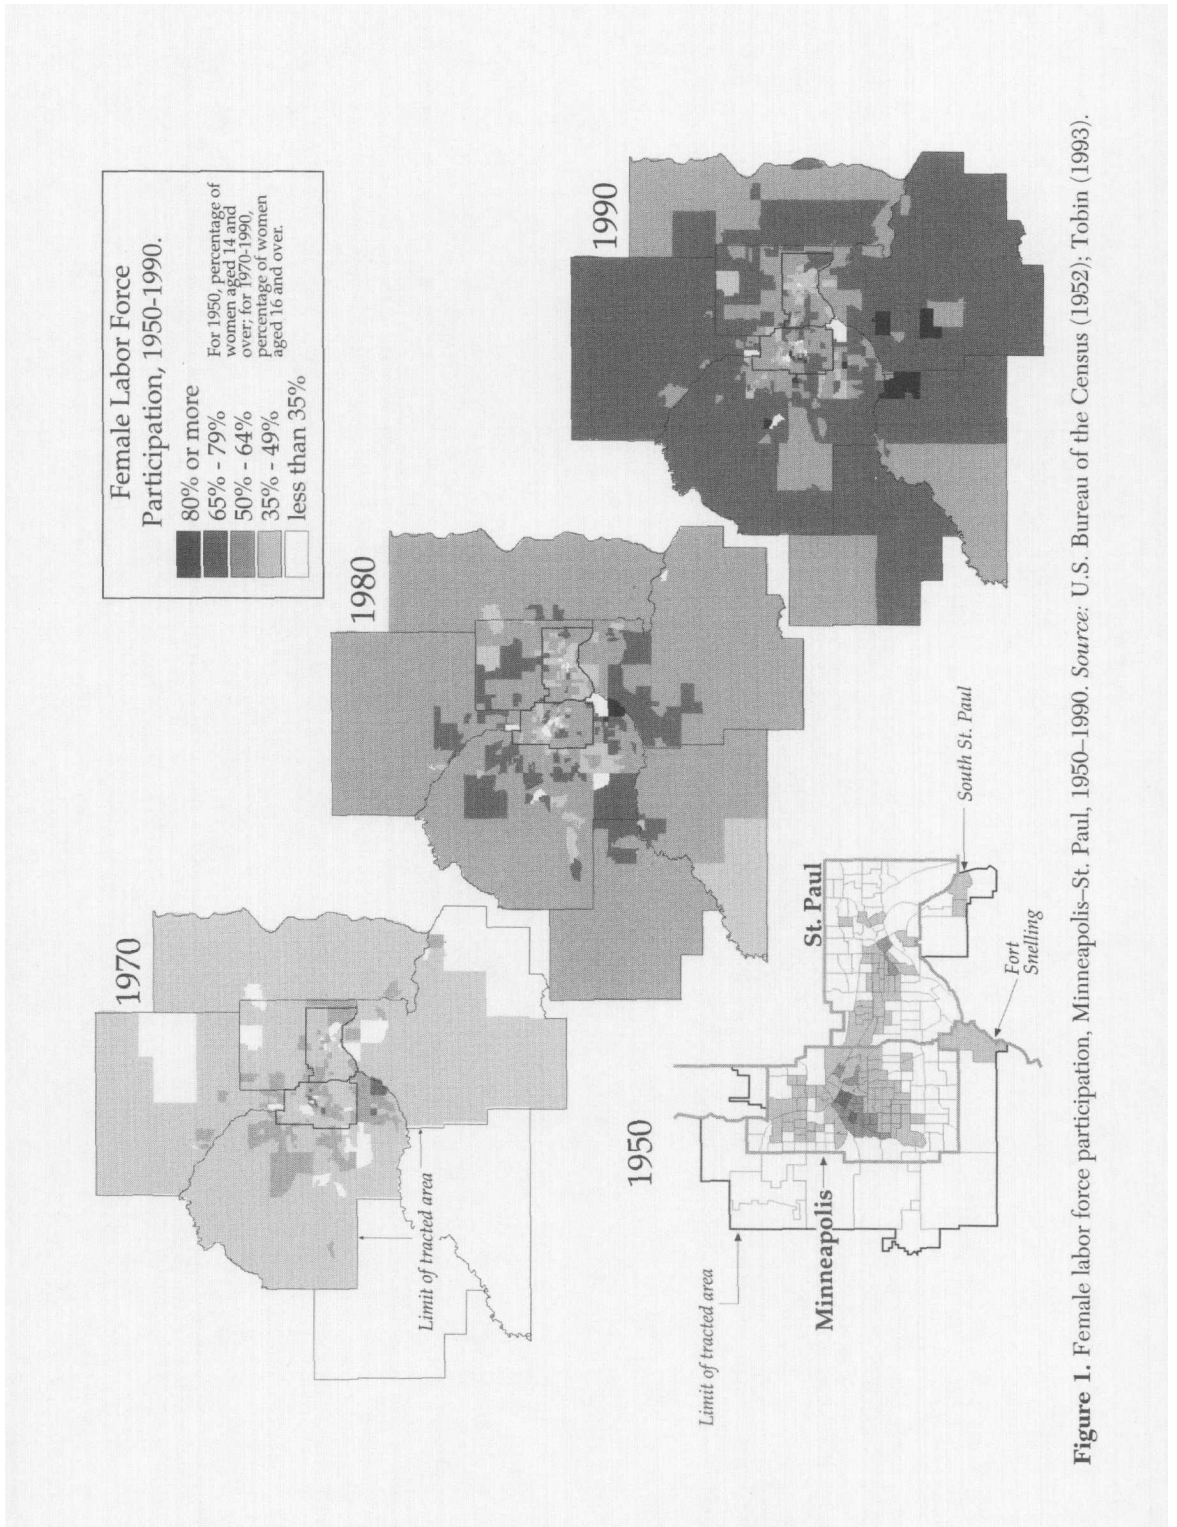 Female Labor Force
Participation, 1950-1990.
80% or more
65% - 79%
50% - 64%
35% - 49%
less than 35%
For 1950, percentage of
women aged 14 and
over; for 1970-1990,
percentage of women
aged 16 and over.
1970
1980
1990
Limit of tracted area
1950
Limit of tracted area
Minneapolis
St. Paul
South St. Paul
Fort
Snelling
Figure 1. Female labor force participation, Minneapolis–St. Paul, 1950–1990. Source: U.S. Bureau of the Census (1952); Tobin (1993).